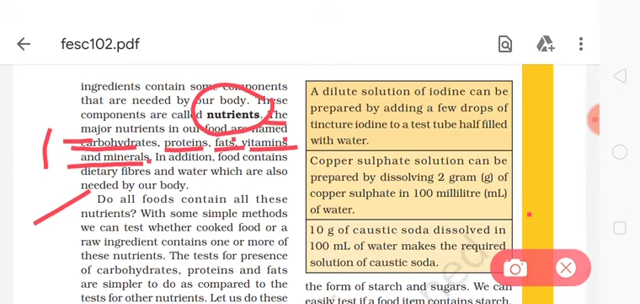 fesc102.pdf
ingredients contain some components
that are needed by our body. These
components are called nutrients. The
major nutrients in our food are named
carbohydrates, proteins, fats, vitamins
and minerals. In addition, food contains
dietary fibres and water which are also
needed by our body.
Do all foods contain all these
nutrients? With some simple methods
we can test whether cooked food or a
raw ingredient contains one or more of
these nutrients. The tests for presence
of carbohydrates, proteins and fats
are simpler to do as compared to the
tests for other nutrients. Let us do these
A dilute solution of iodine can be
prepared by adding a few drops of
tincture iodine to a test tube half filled
with water.
Copper sulphate solution can be
prepared by dissolving 2 gram (g) of
copper sulphate in 100 millilitre (mL)
of water.
10 g of caustic soda dissolved in
100 mL of water makes the required
solution of caustic soda.
the form of starch and sugars. We can
easily test if a food item contains starch